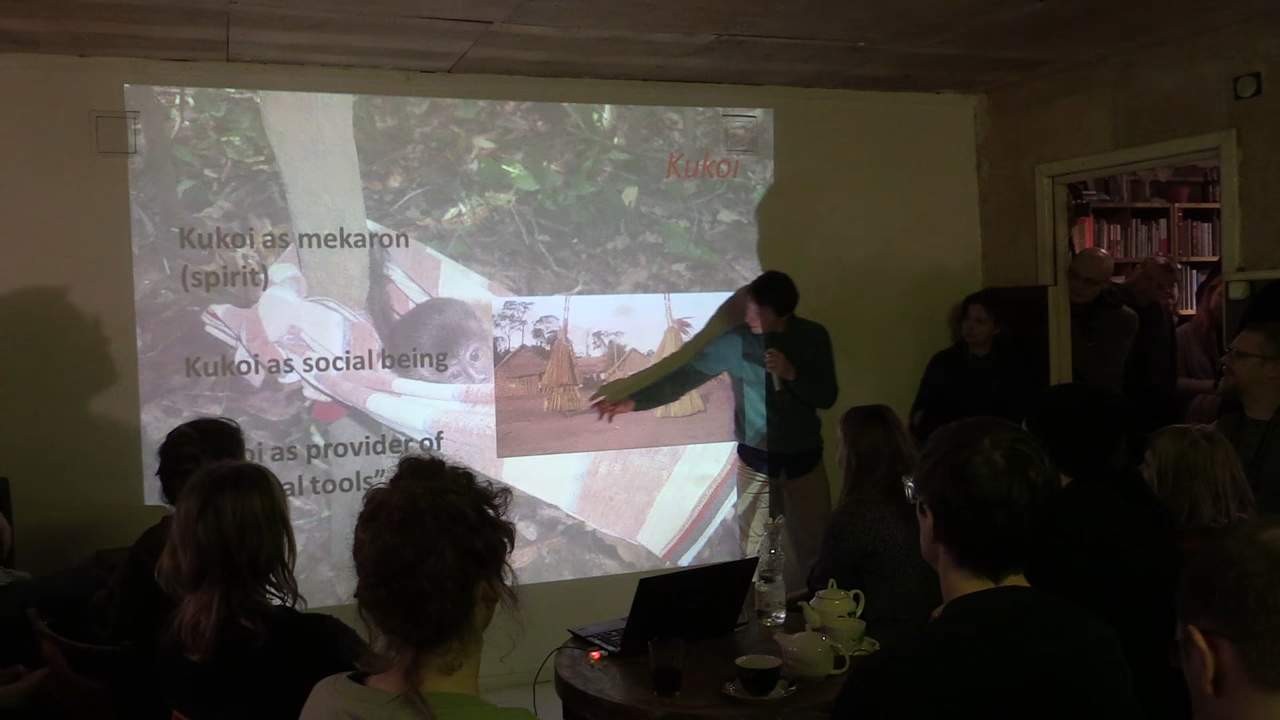 Kukoi
Kukoi as mekaron
(spirit)
Kukoi as social being
oi as provider of
al tools”